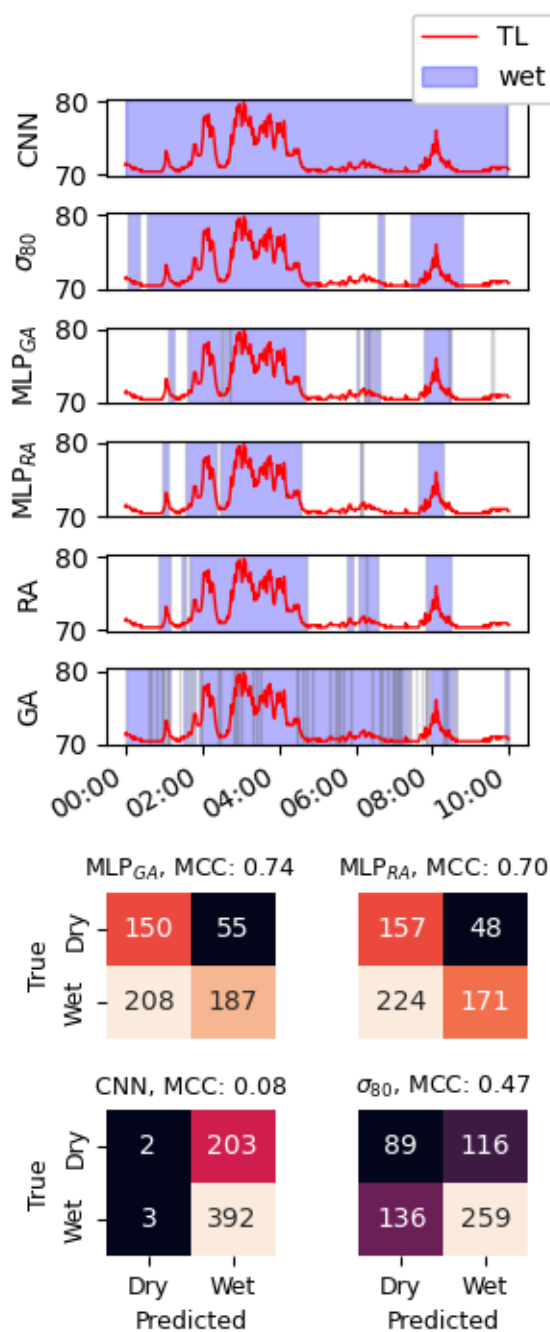 TL
wet
80
CNN
70
80
σ80
70
80
MLPGA
70
80
MLPRA
70
80
RA
70
80
GA
70
00:00 02:00 04:00 06:00 08:00 10:00
MLPGA, MCC: 0.74 MLPRA, MCC: 0.70
True Dry 150 55 157 48
Wet 208 187 224 171
CNN, MCC: 0.08 σ80, MCC: 0.47
True Dry 2 203 89 116
Wet 3 392 136 259
Dry Wet Dry Wet
Predicted Predicted